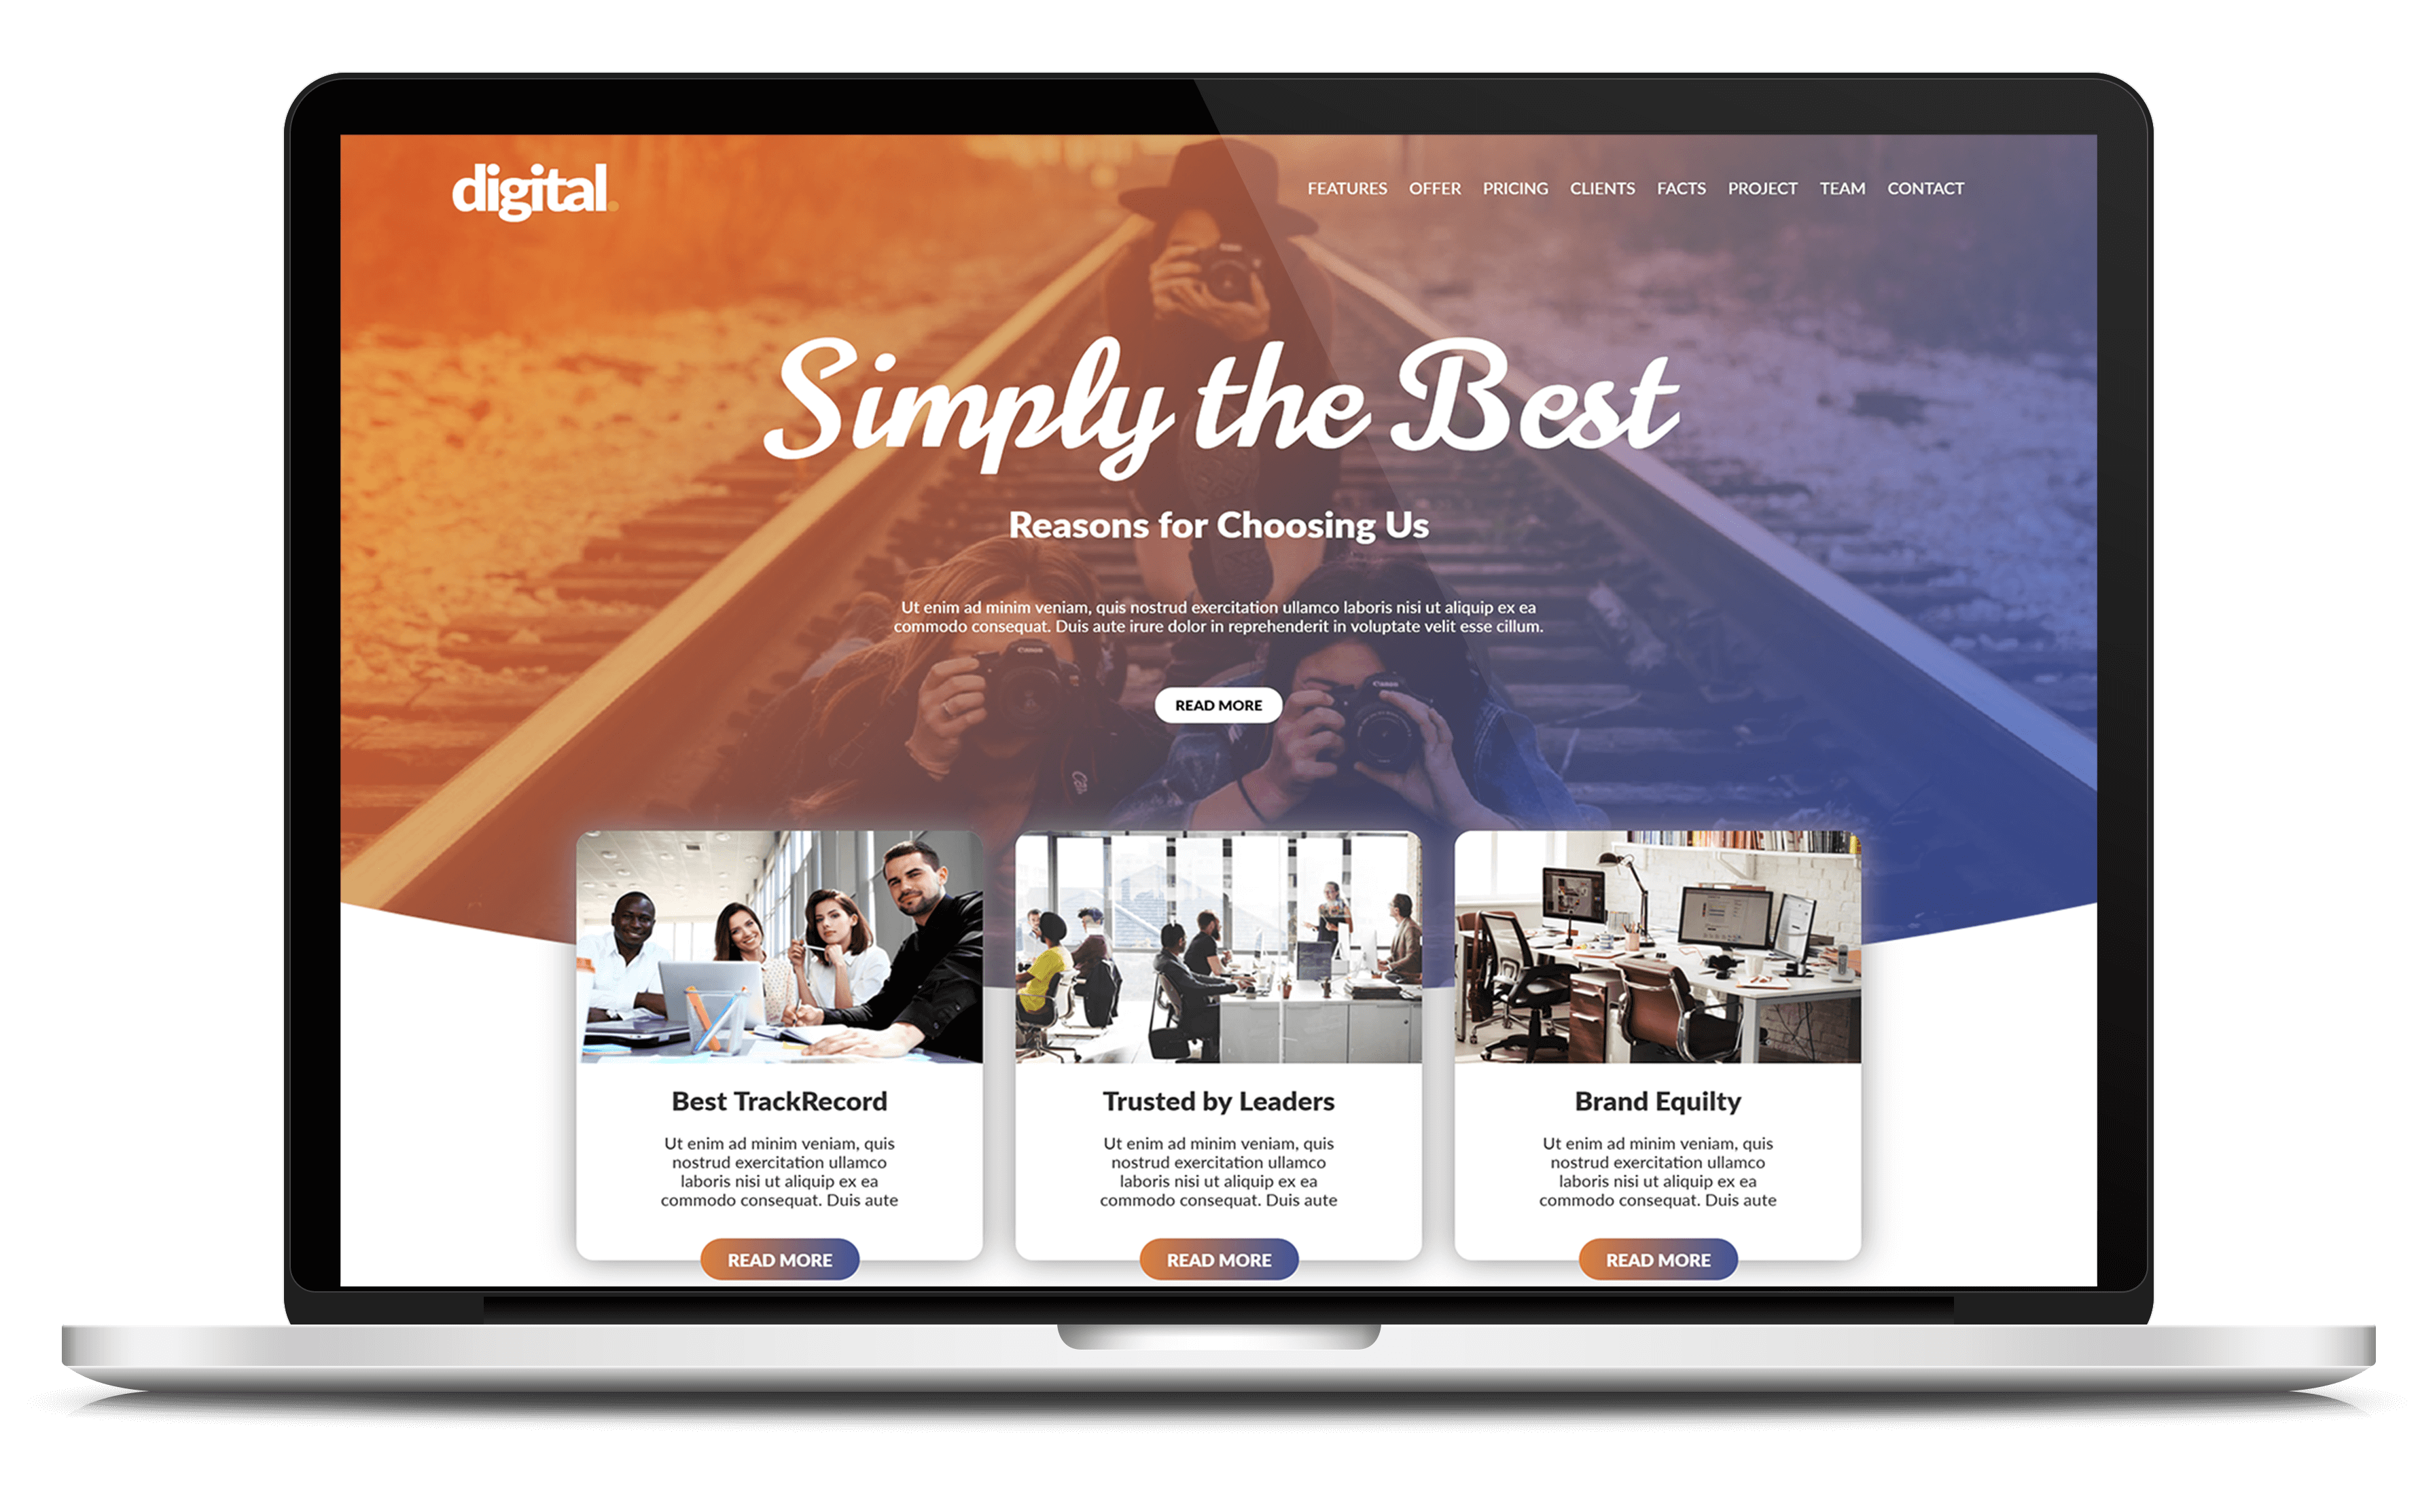 digital.
FEATURES OFFER PRICING CLIENTS FACTS PROJECT TEAM CONTACT
Simply the Best
Reasons for Choosing Us
Ut enim ad minim veniam, quis nostrud exercitation ullamco laboris nisi ut aliquip ex ea
commodo consequat. Duis aute irure dolor in reprehenderit in voluptate velit esse cillum.
Canon
Canon
READ MORE
Best TrackRecord
Ut enim ad minim veniam, quis
nostrud exercitation ullamco
laboris nisi ut aliquip ex ea
commodo consequat. Duis aute
READ MORE
Trusted by Leaders
Ut enim ad minim veniam, quis
nostrud exercitation ullamco
laboris nisi ut aliquip ex ea
commodo consequat. Duis aute
READ MORE
Brand Equilty
Ut enim ad minim veniam, quis
nostrud exercitation ullamco
laboris nisi ut aliquip ex ea
commodo consequat. Duis aute
READ MORE